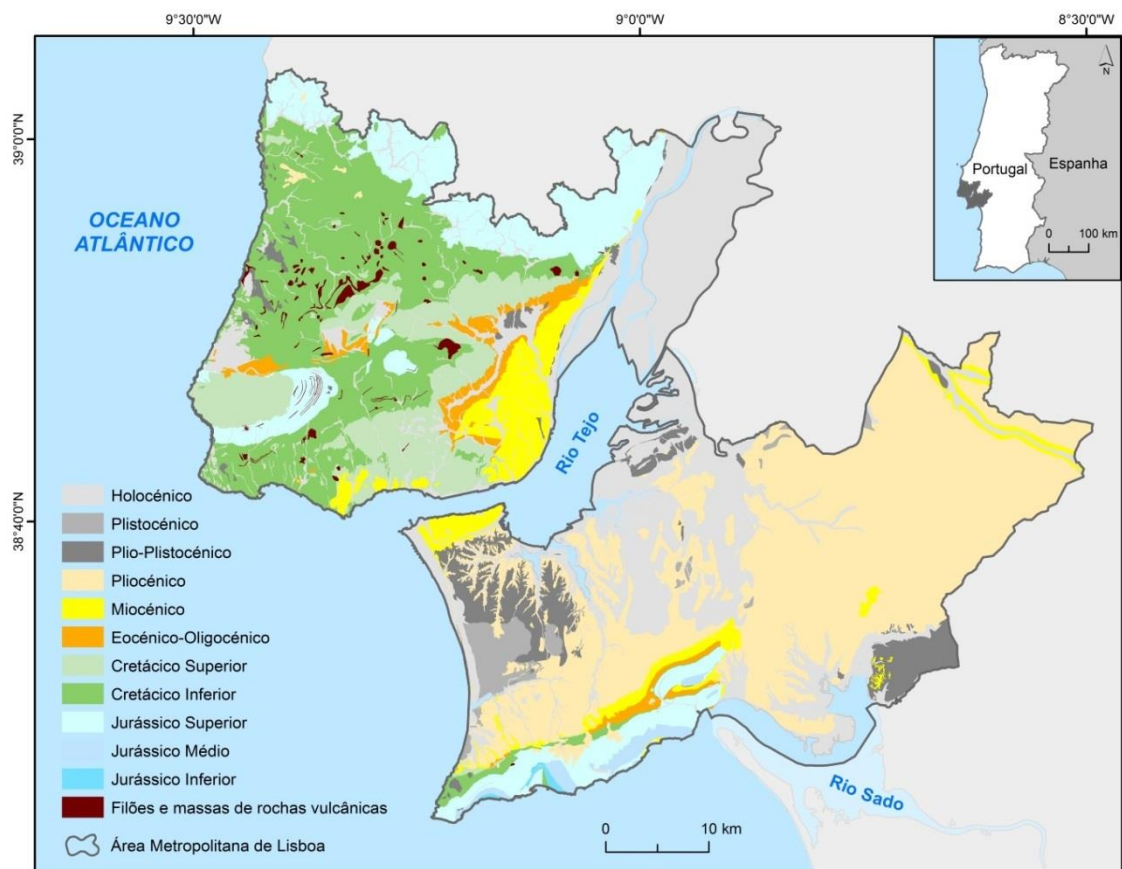 9°30'0"W
9°0'0"W
8°30'0"W
N
39°0'0"N
Portugal
Espanha
OCEANO
ATLÂNTICO
0 100 km
Rio Tejo
38°40'0"N
Holocénico
Plistocénico
Plio-Plistocénico
Pliocénico
Miocénico
Eocénico-Oligocénico
Cretácico Superior
Cretácico Inferior
Jurássico Superior
Jurássico Médio
Jurássico Inferior
Filões e massas de rochas vulcânicas
Área Metropolitana de Lisboa
Rio Sado
0 10 km